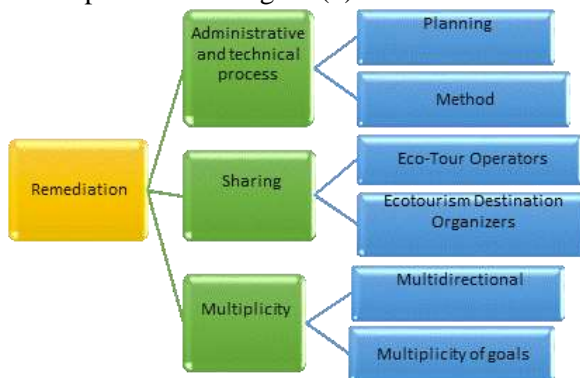 Administrative
and technical
process
Planning
Method
Remediation
Sharing
Eco-Tour Operators
Ecotourism Destination
Organizers
Multiplicity
Multidirectional
Multiplicity of goals